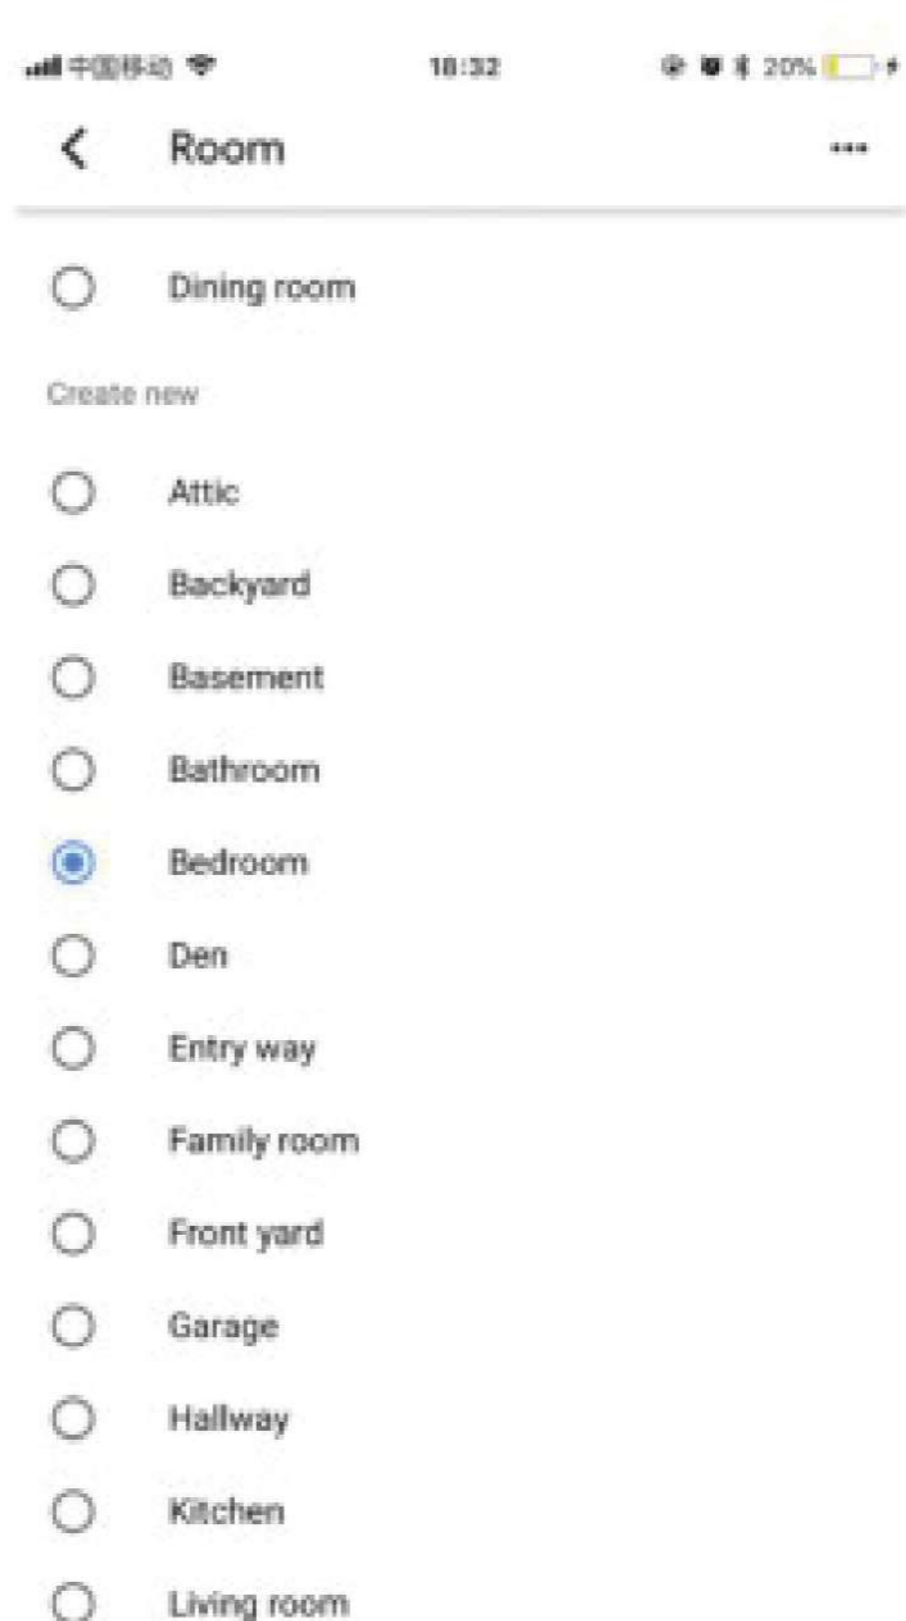 中国移动 18:32 20%
Room
Dining room
Create new
Attic
Backyard
Basement
Bathroom
Bedroom
Den
Entry way
Family room
Front yard
Garage
Hallway
Kitchen
Living room